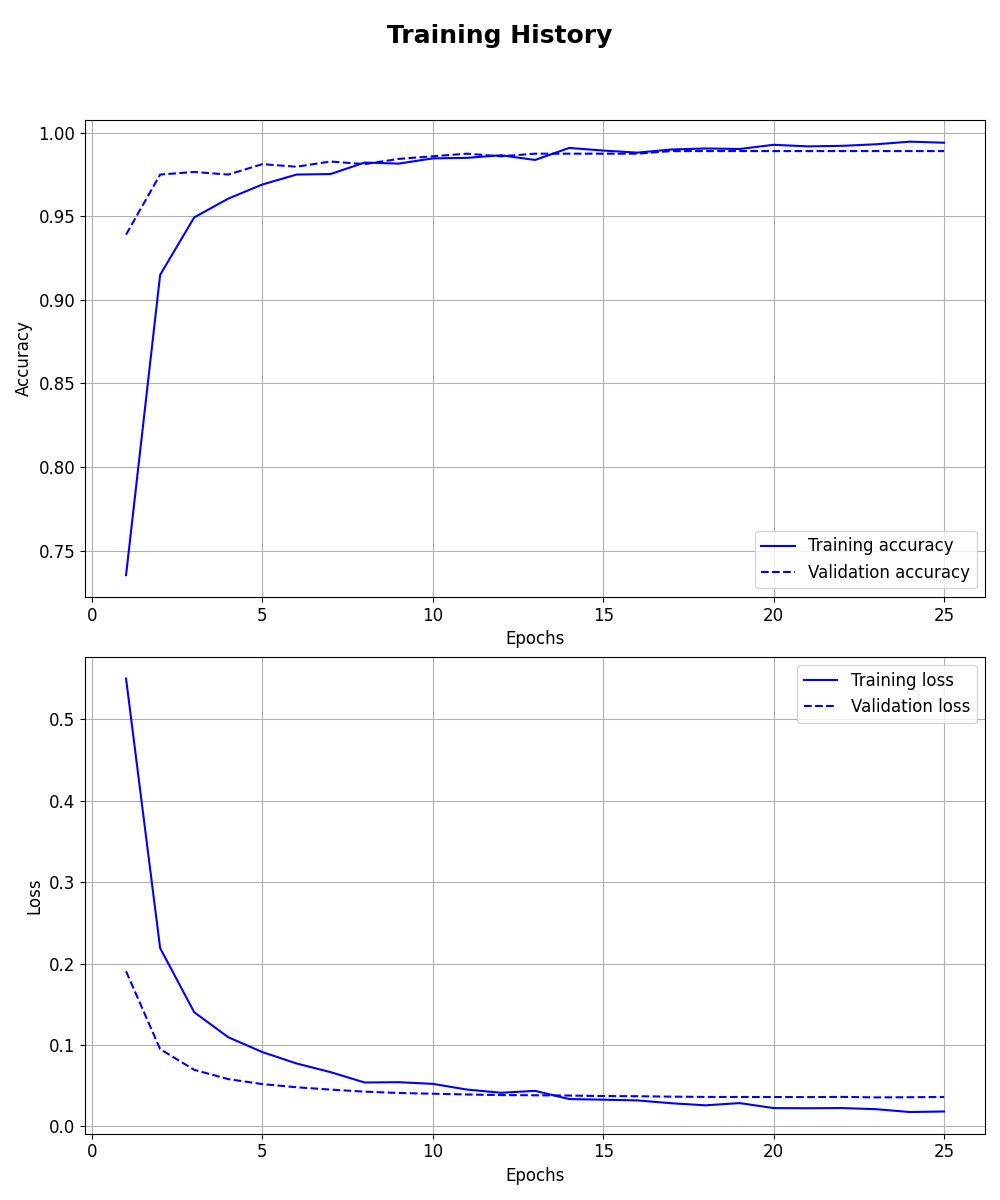 Training History
1.00
0.95
0.90
0.85
0.80
0.75
Accuracy
Training accuracy
Validation accuracy
0 5 10 15 20 25
Epochs
Training loss
Validation loss
0.5
0.4
0.3
0.2
0.1
0.0
Loss
0 5 10 15 20 25
Epochs